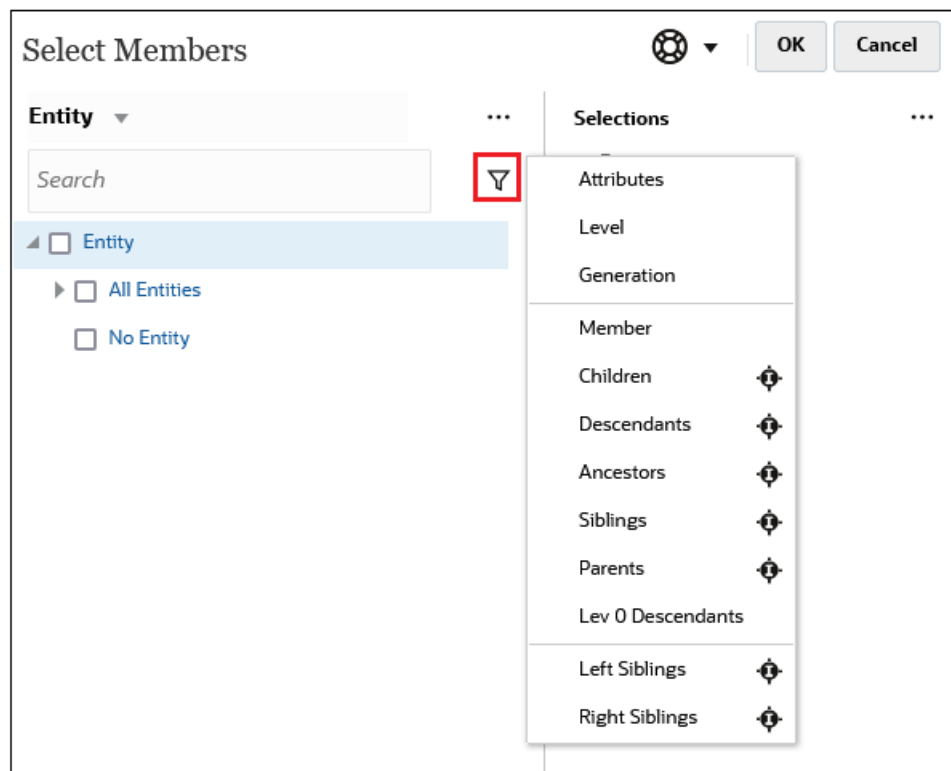 Select Members
OK
Cancel
Entity
...
Selections
...
Search
Entity
All Entities
No Entity
Attributes
Level
Generation
Member
Children
Descendants
Ancestors
Siblings
Parents
Lev 0 Descendants
Left Siblings
Right Siblings